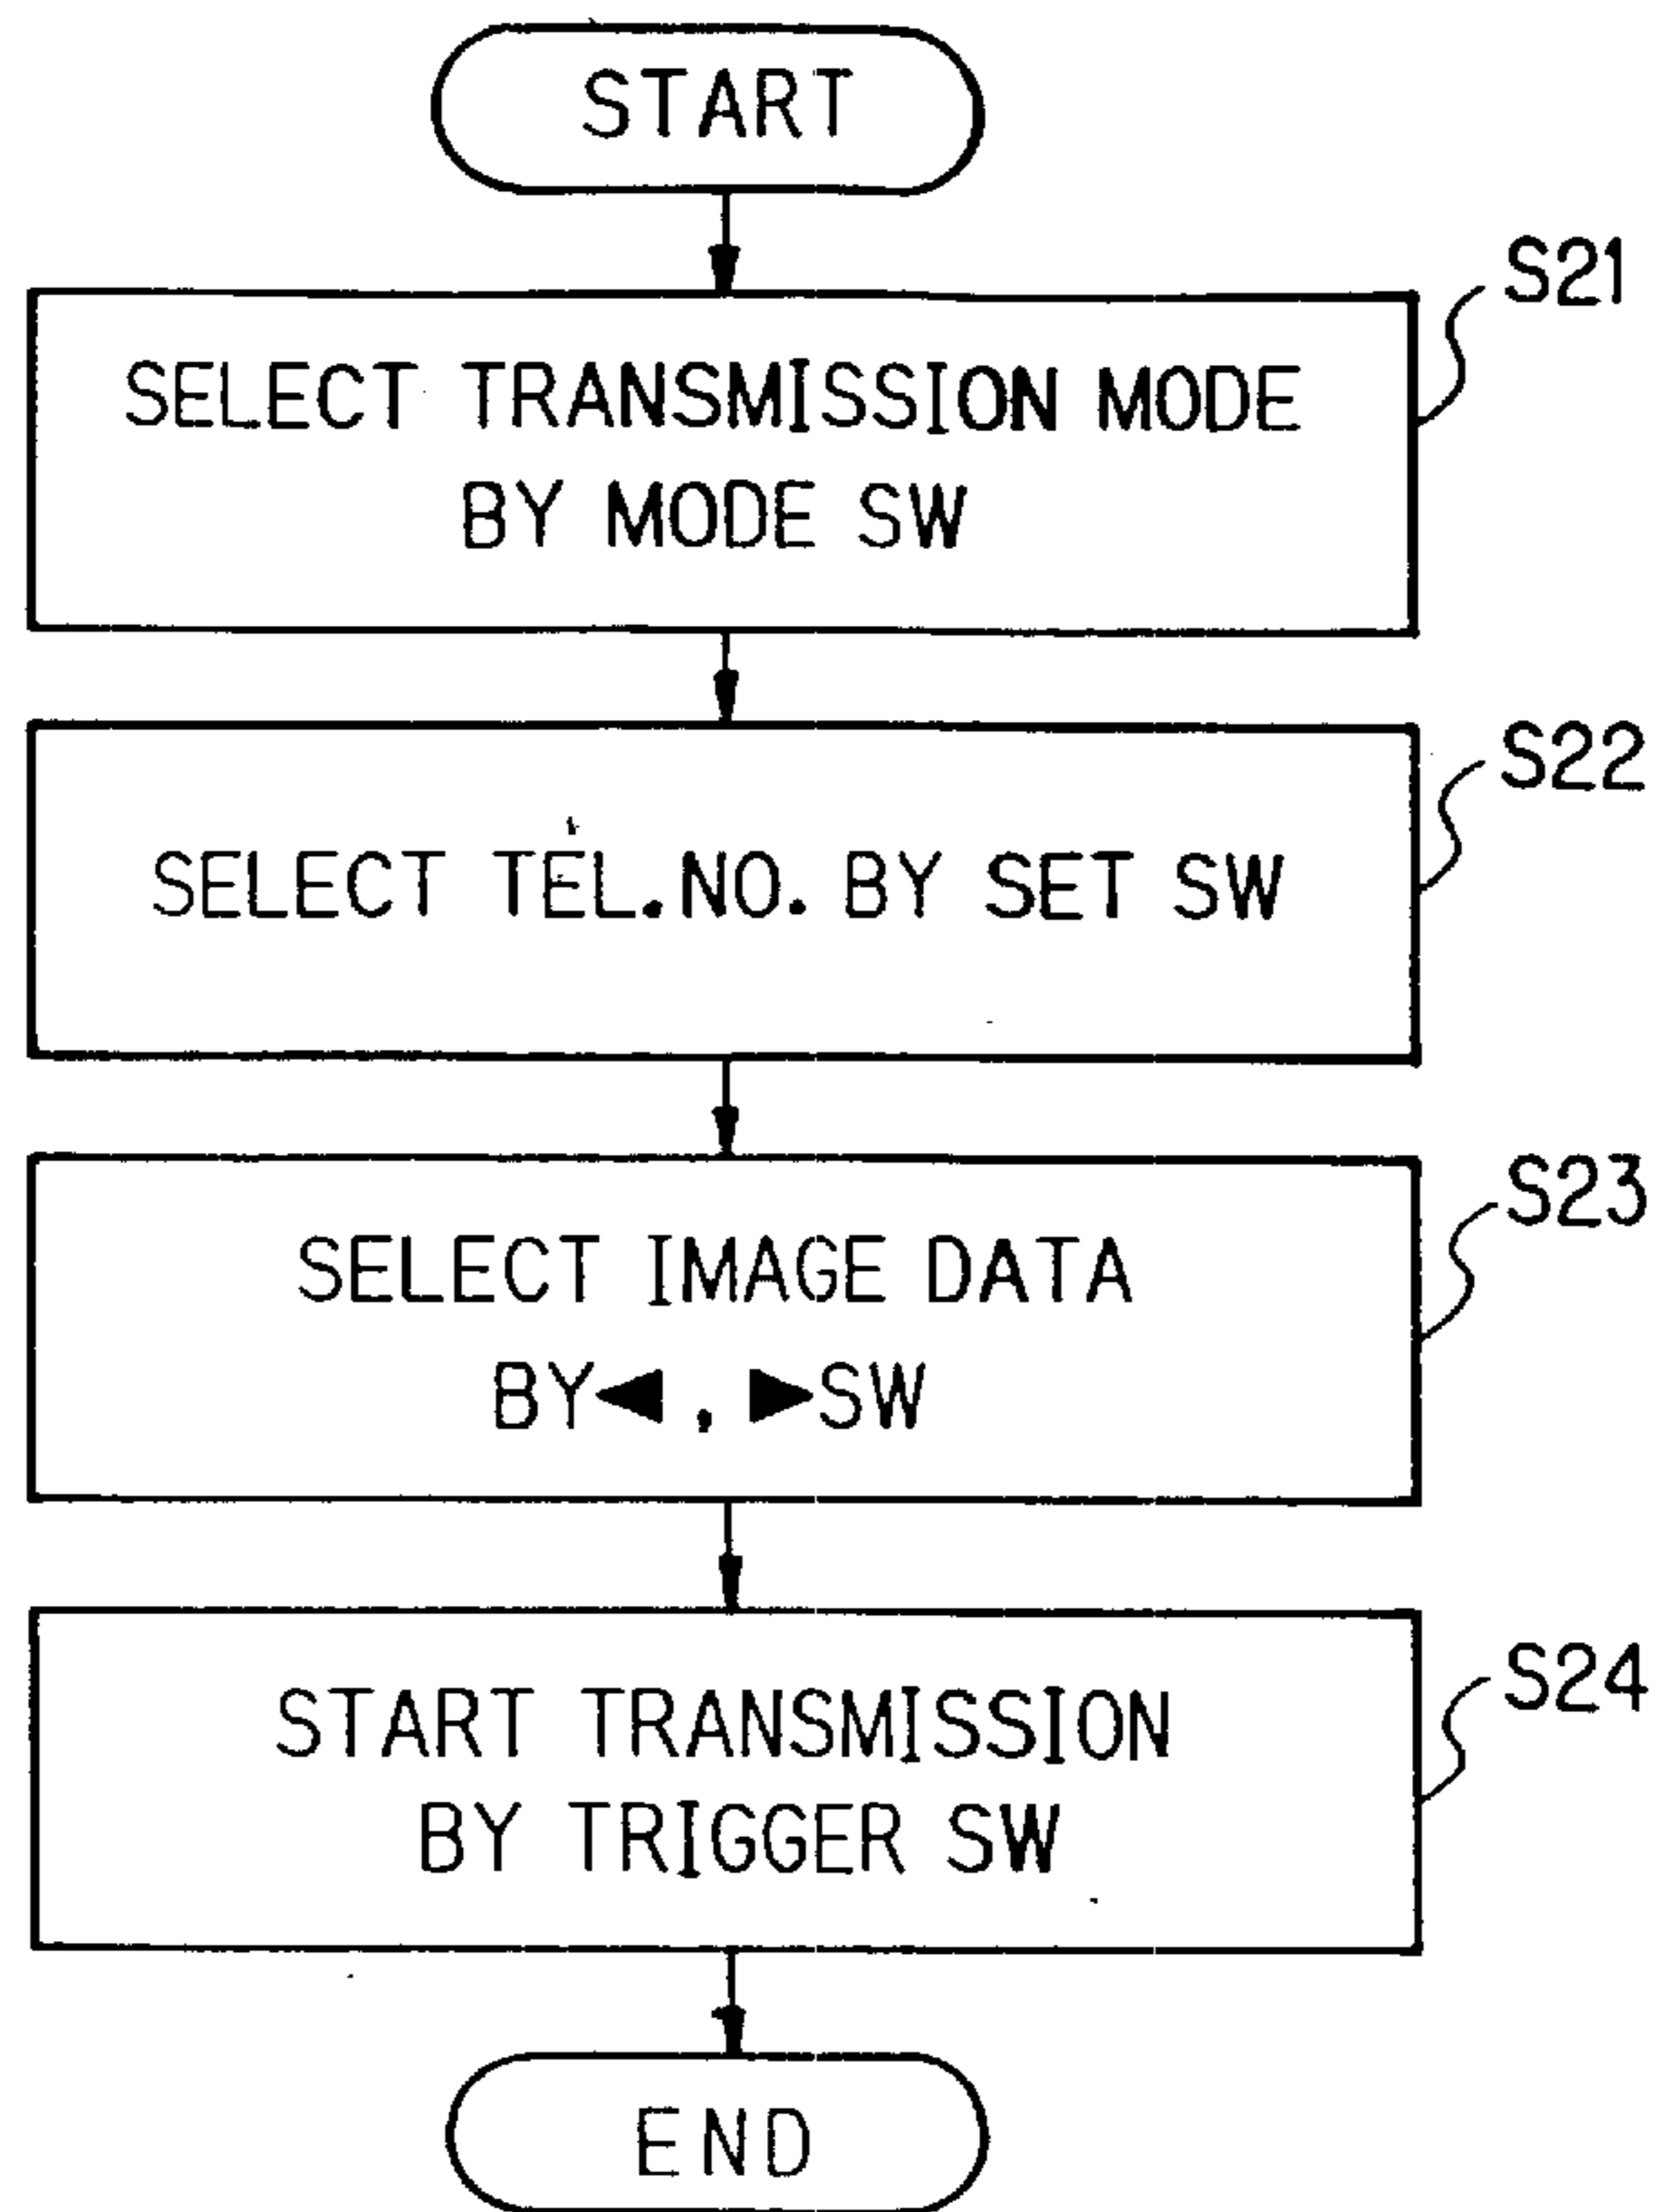 START
S21
SELECT TRANSMISSION MODE
BY MODE SW
S22
SELECT TEL.NO. BY SET SW
S23
SELECT IMAGE DATA
BY◀,▶SW
S24
START TRANSMISSION
BY TRIGGER SW
END